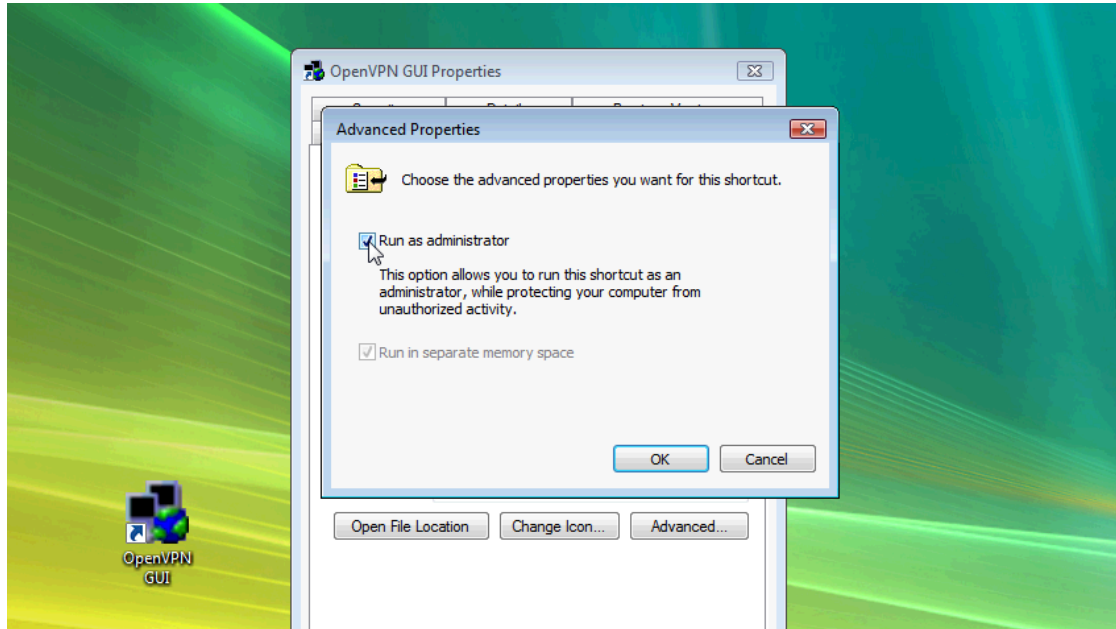 OpenVPN GUI Properties
Advanced Properties
Choose the advanced properties you want for this shortcut.
Run as administrator
This option allows you to run this shortcut as an
administrator, while protecting your computer from
unauthorized activity.
Run in separate memory space
OK
Cancel
Open File Location
Change Icon...
Advanced...
OpenVPN
GUI